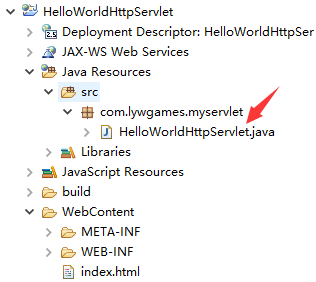 HelloWorldHttpServlet
Deployment Descriptor: HelloWorldHttpSer
JAX-WS Web Services
Java Resources
src
com.lywgames.myservlet
HelloWorldHttpServlet.java
Libraries
JavaScript Resources
build
WebContent
META-INF
WEB-INF
index.html